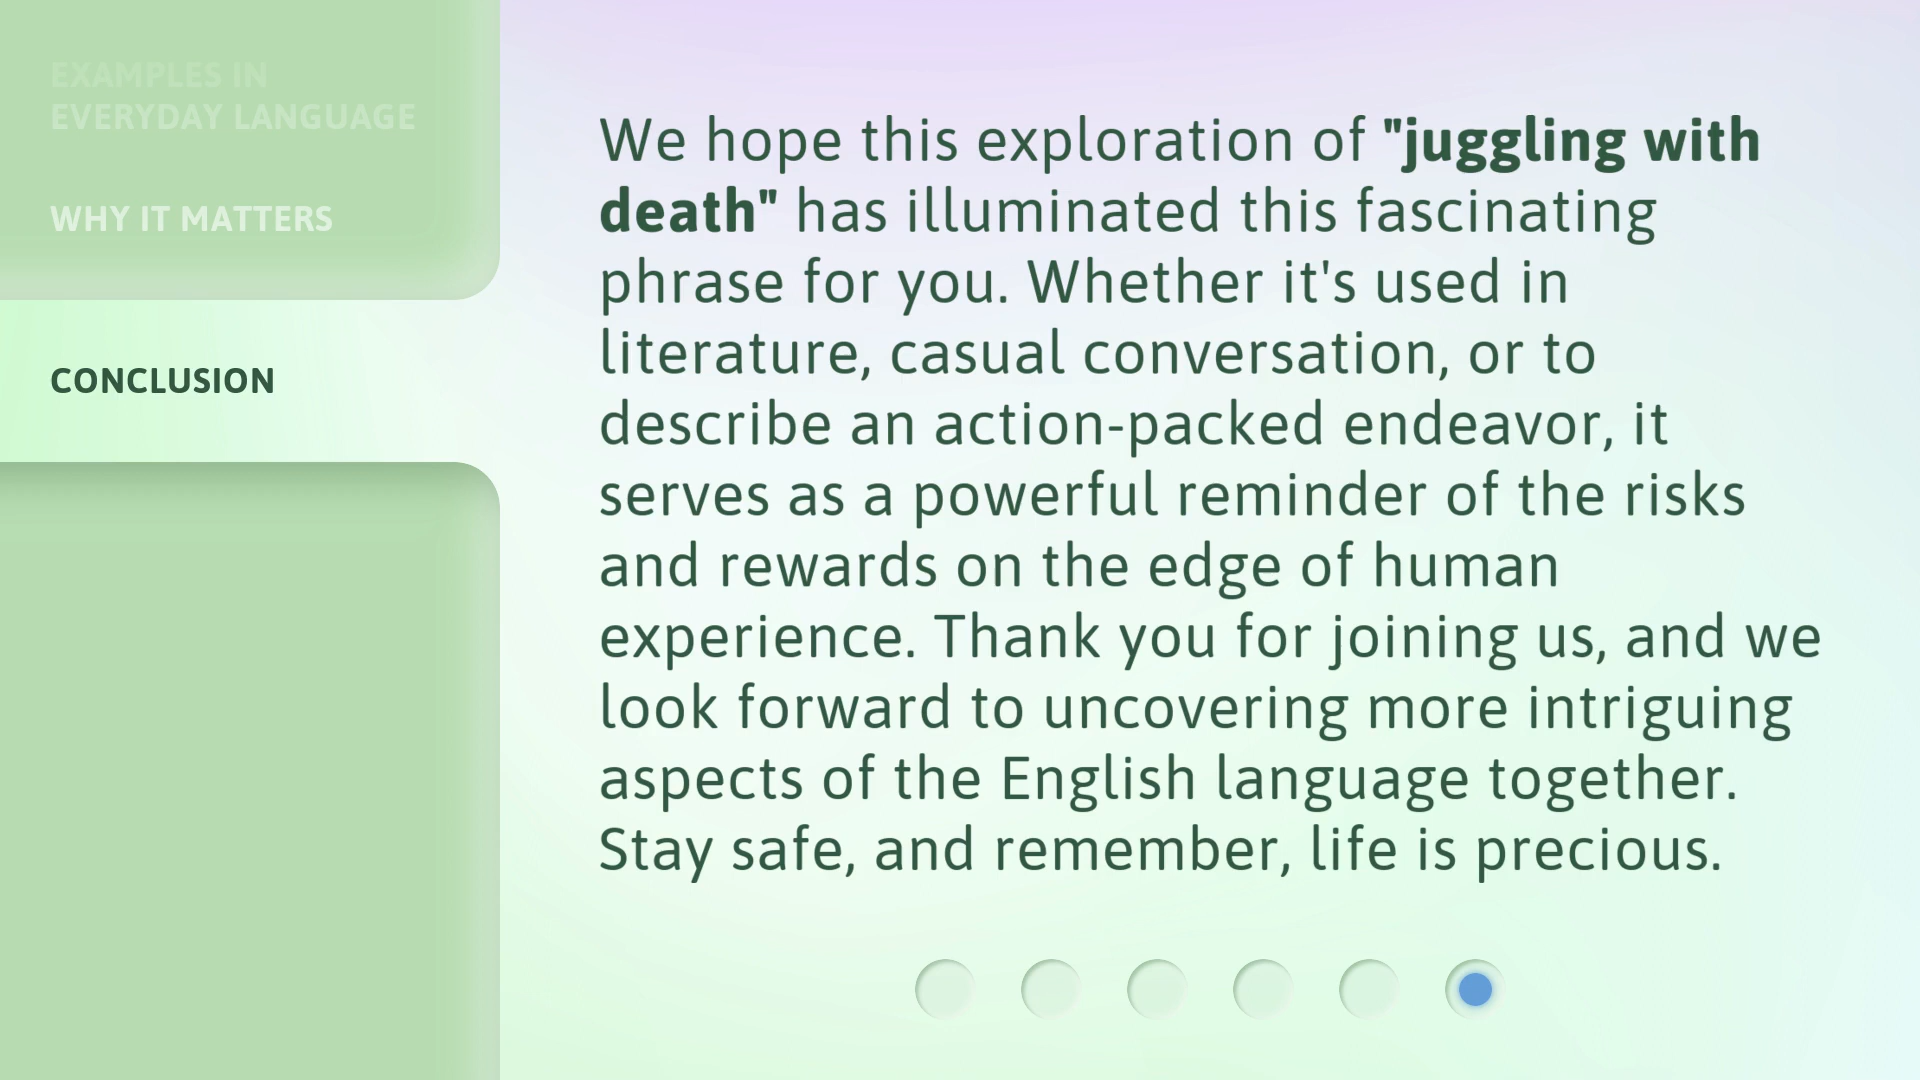 EXAMPLES IN
EVERYDAY LANGUAGE
WHY IT MATTERS
CONCLUSION
We hope this exploration of "juggling with
death" has illuminated this fascinating
phrase for you. Whether it's used in
literature, casual conversation, or to
describe an action-packed endeavor, it
serves as a powerful reminder of the risks
and rewards on the edge of human
experience. Thank you for joining us, and we
look forward to uncovering more intriguing
aspects of the English language together.
Stay safe, and remember, life is precious.